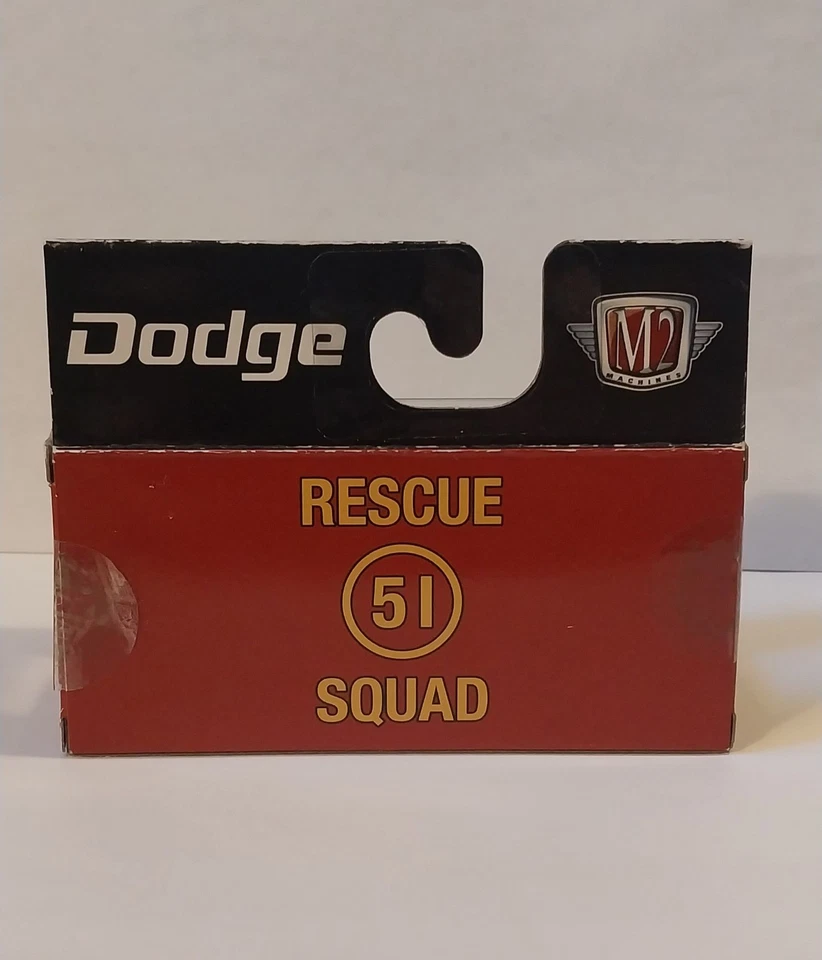 Dodge
M2
MACHINES
RESCUE
51
SQUAD